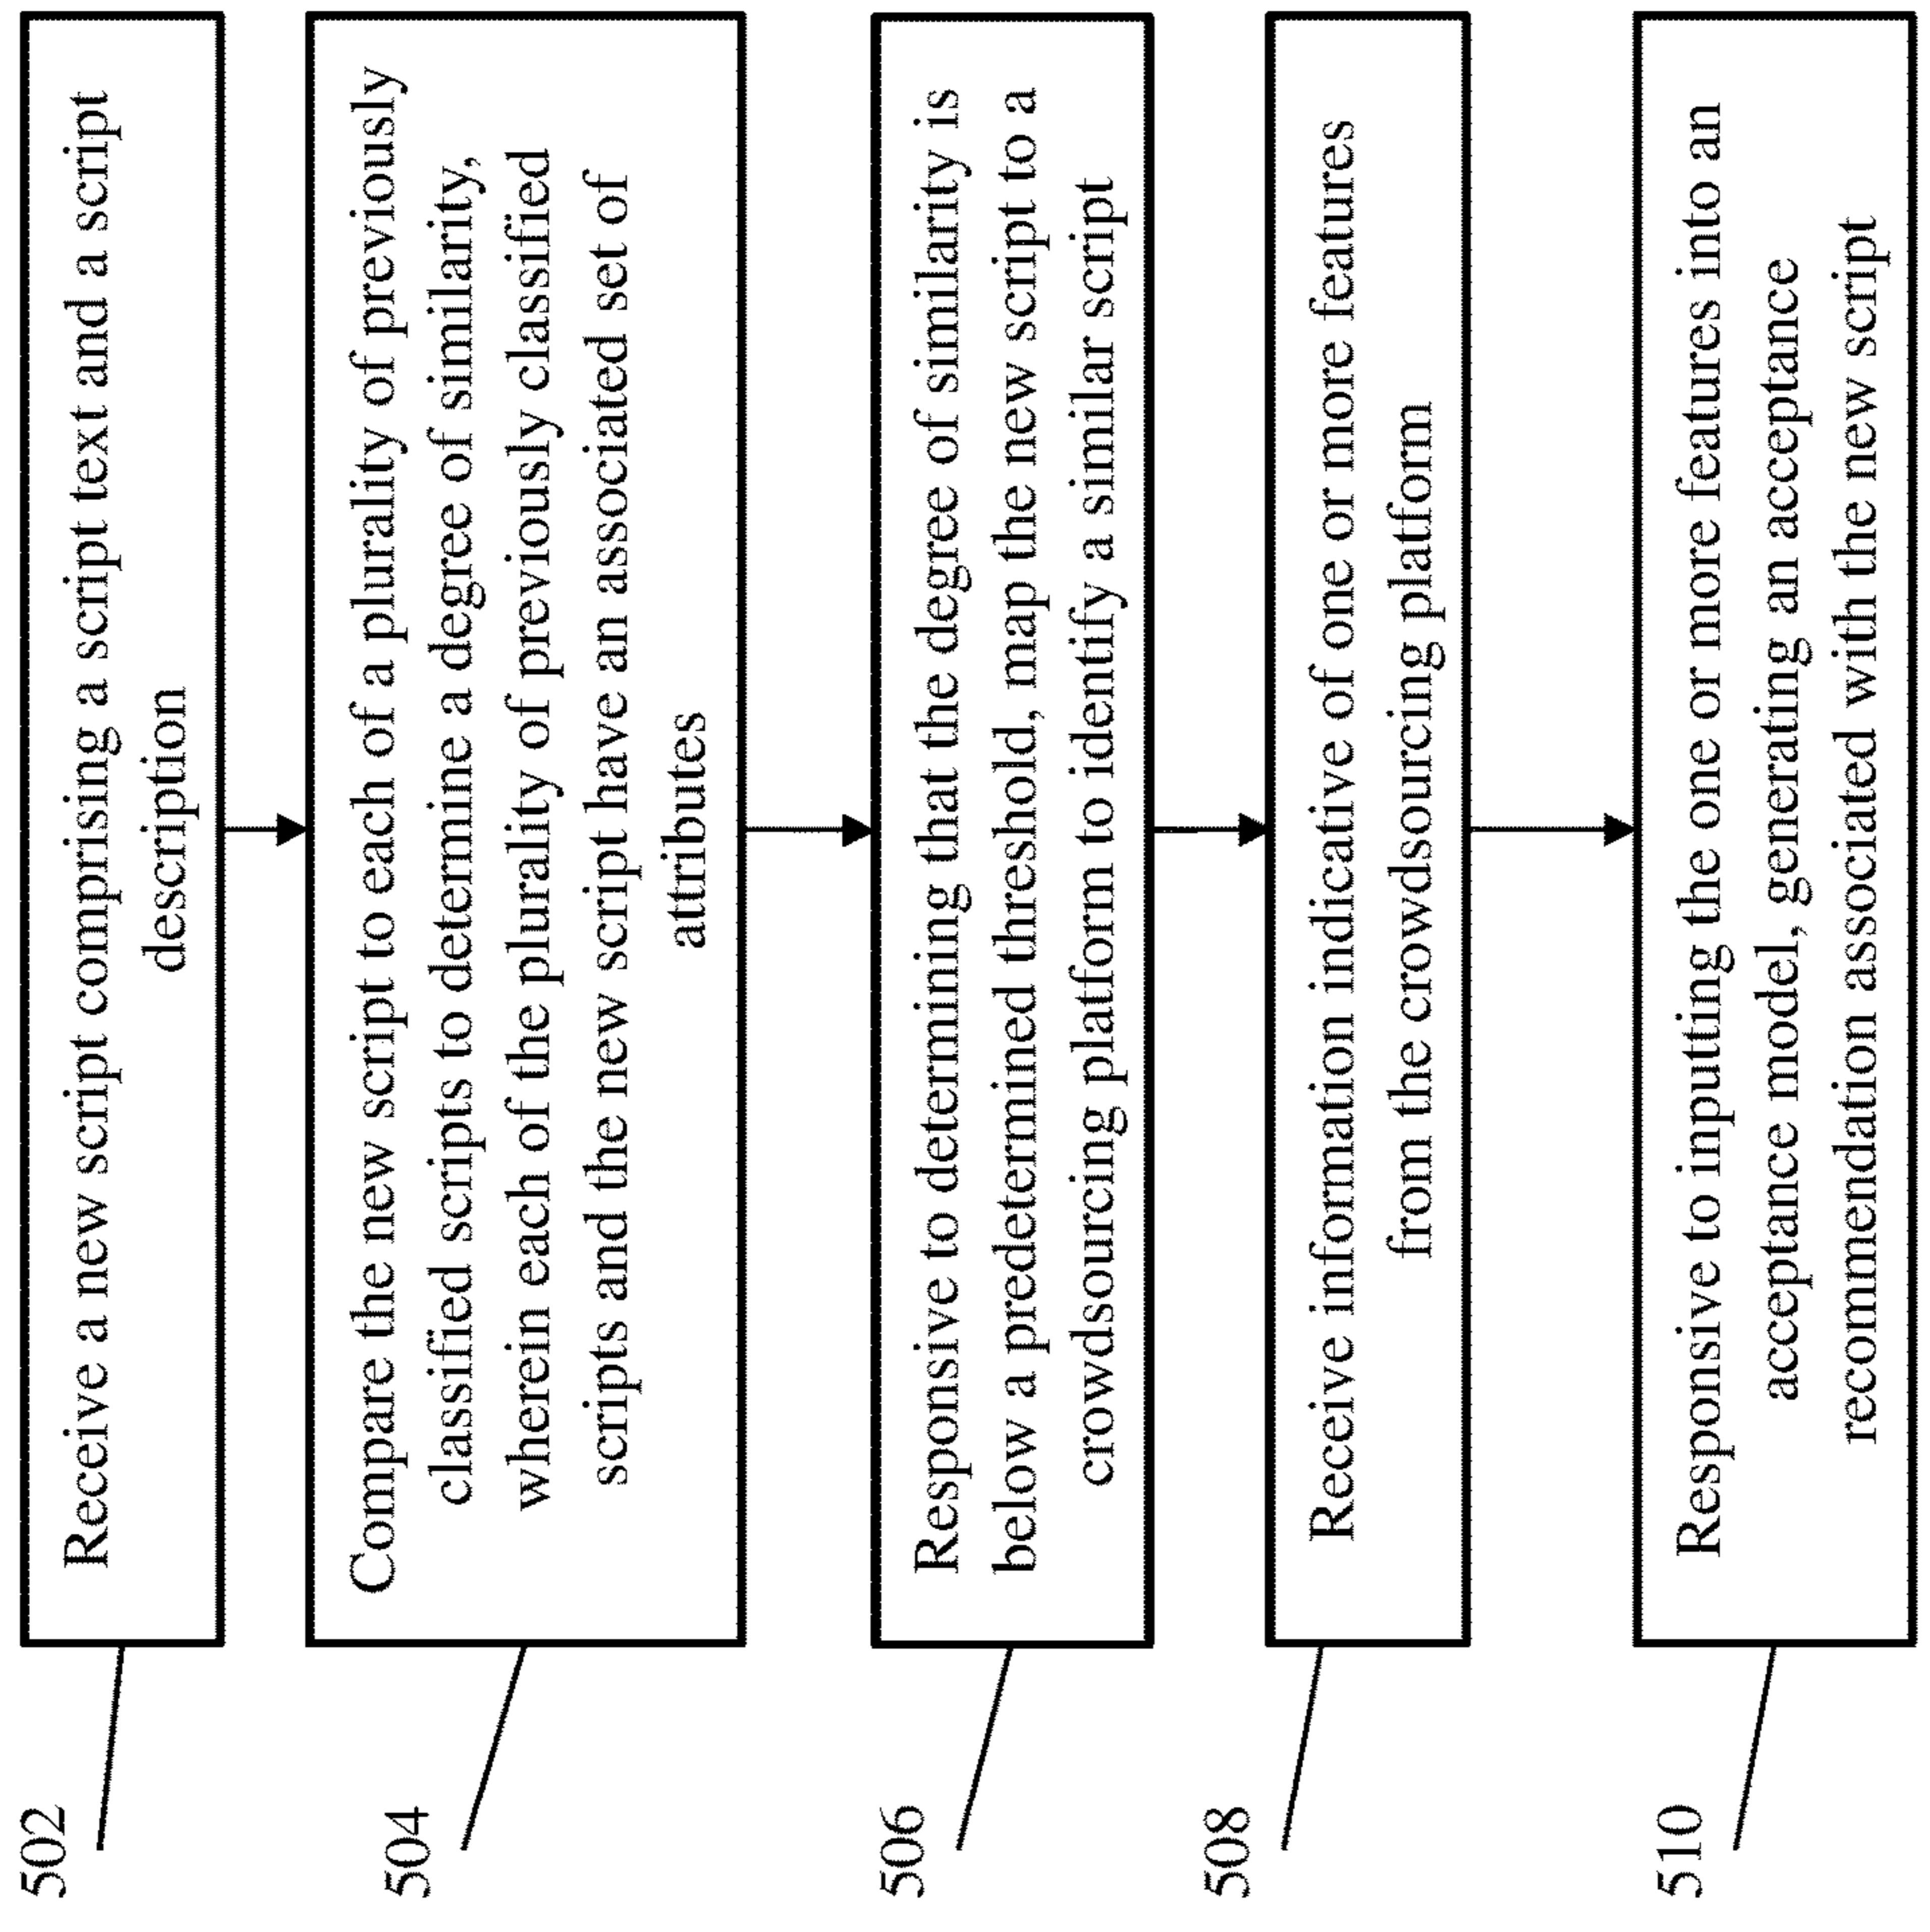 502
Receive a new script comprising a script text and a script
description
504
Compare the new script to each of a plurality of previously
classified scripts to determine a degree of similarity,
wherein each of the plurality of previously classified
scripts and the new script have an associated set of
attributes
506
Responsive to determining that the degree of similarity is
below a predetermined threshold, map the new script to a
crowdsourcing platform to identify a similar script
508
Receive information indicative of one or more features
from the crowdsourcing platform
510
Responsive to inputting the one or more features into an
acceptance model, generating an acceptance
recommendation associated with the new script